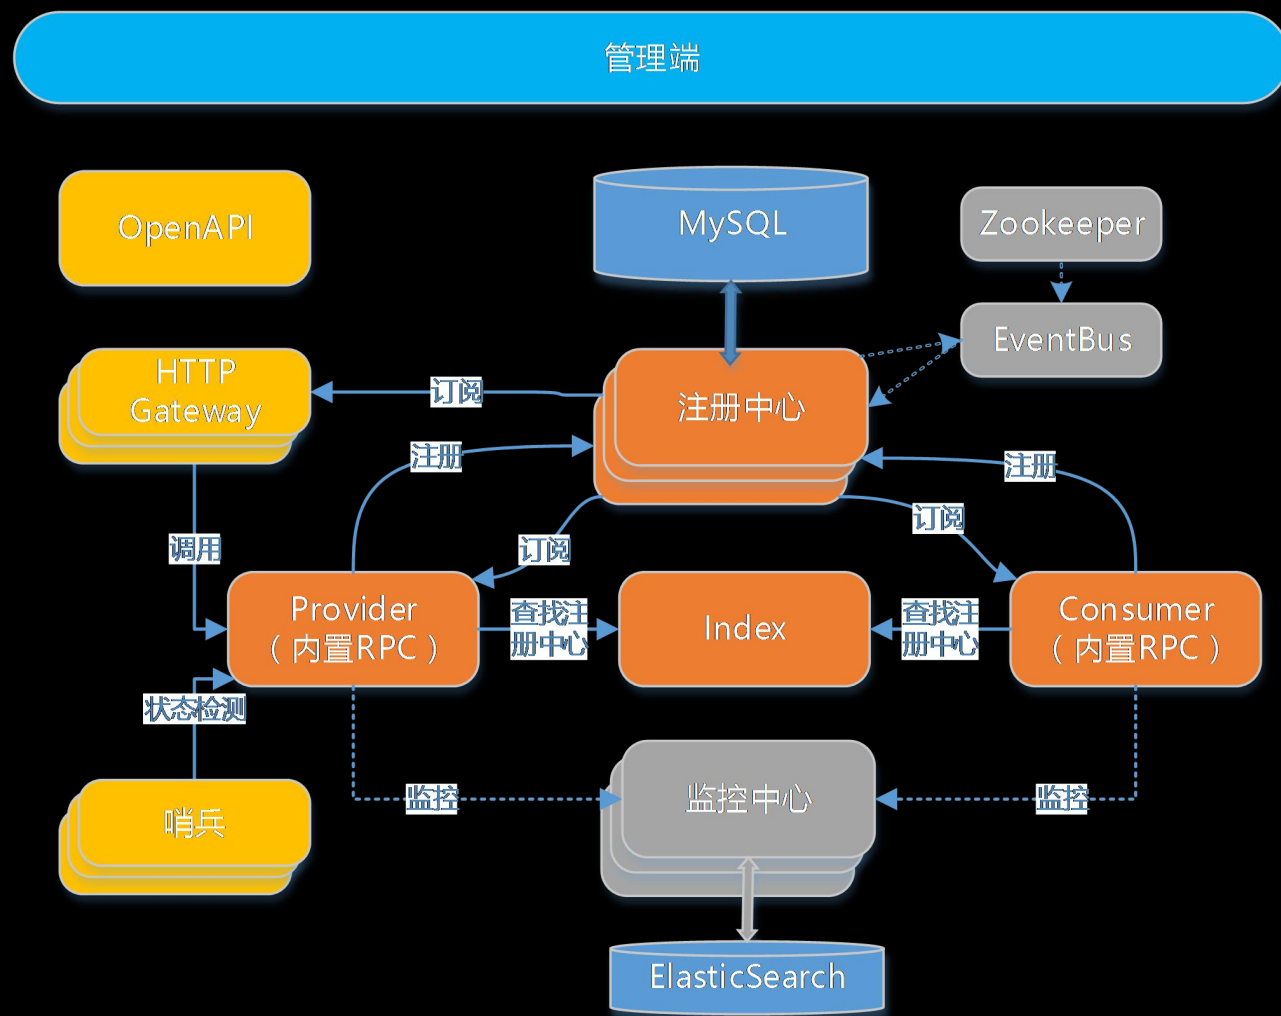 管理端
OpenAPI
MySQL
Zookeeper
EventBus
HTTP
Gateway
订阅
注册中心
注册
注册
订阅
订阅
调用
Provider
（内置RPC）
查找注
册中心
Index
查找注
册中心
Consumer
（内置RPC）
状态检测
哨兵
监控
监控中心
监控
ElasticSearch